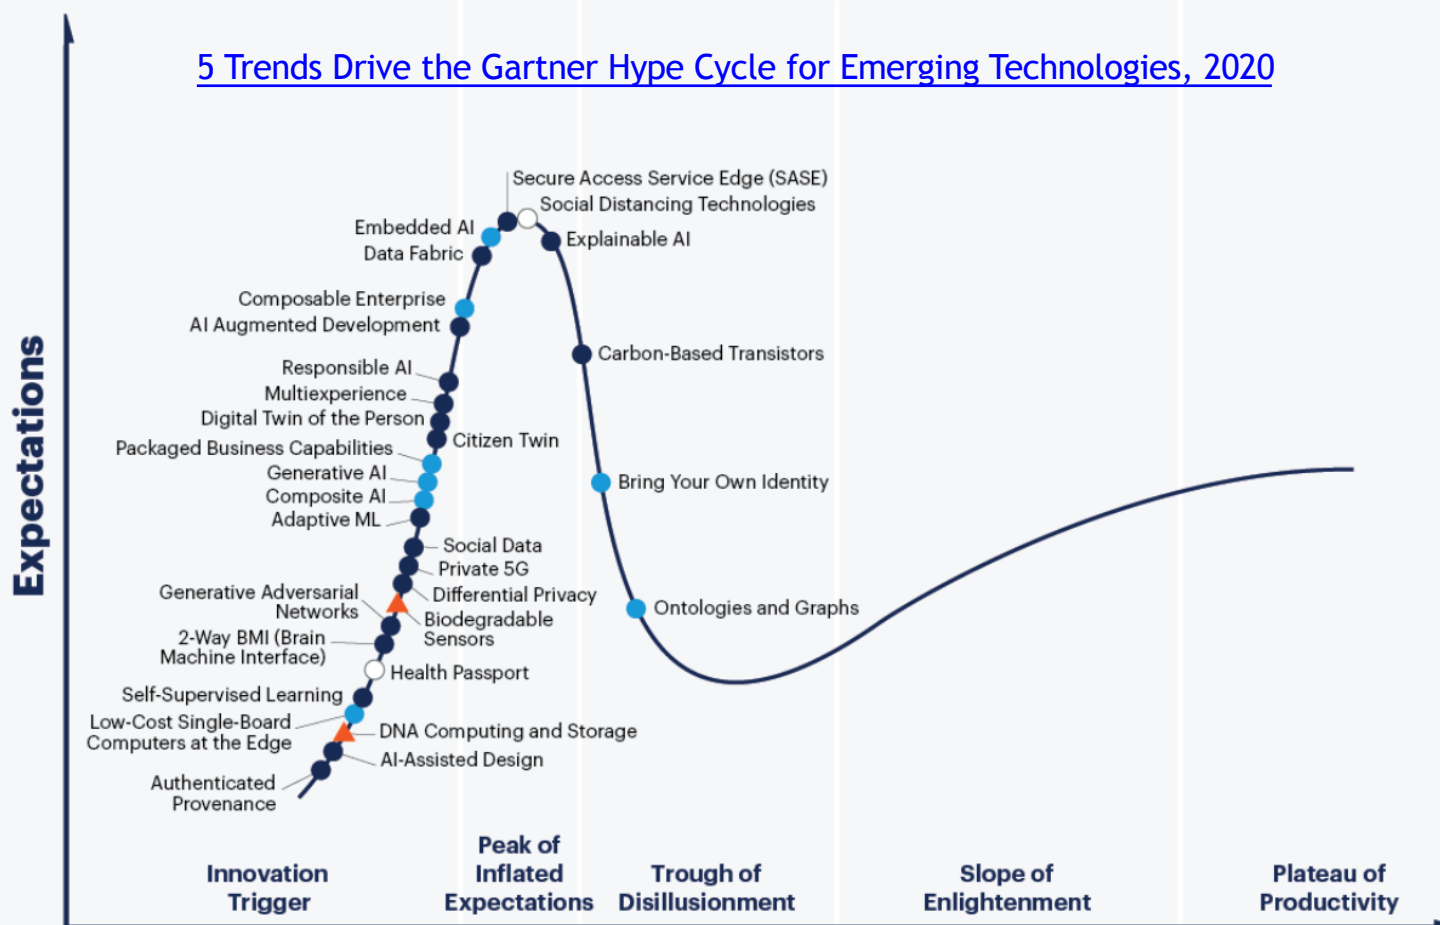 5 Trends Drive the Gartner Hype Cycle for Emerging Technologies, 2020
Secure Access Service Edge (SASE)
Social Distancing Technologies
Embedded AI
Explainable AI
Data Fabric
Composable Enterprise
AI Augmented Development
Carbon-Based Transistors
Responsible AI
Multiexperience
Digital Twin of the Person
Citizen Twin
Packaged Business Capabilities
Generative AI
Bring Your Own Identity
Composite AI
Adaptive ML
Social Data
Private 5G
Differential Privacy
Generative Adversarial
Networks
Ontologies and Graphs
Biodegradable
Sensors
2-Way BMI (Brain
Machine Interface)
Health Passport
Self-Supervised Learning
Low-Cost Single-Board
Computers at the Edge
DNA Computing and Storage
AI-Assisted Design
Authenticated
Provenance
Expectations
Innovation
Trigger
Peak of
Inflated
Expectations
Trough of
Disillusionment
Slope of
Enlightenment
Plateau of
Productivity